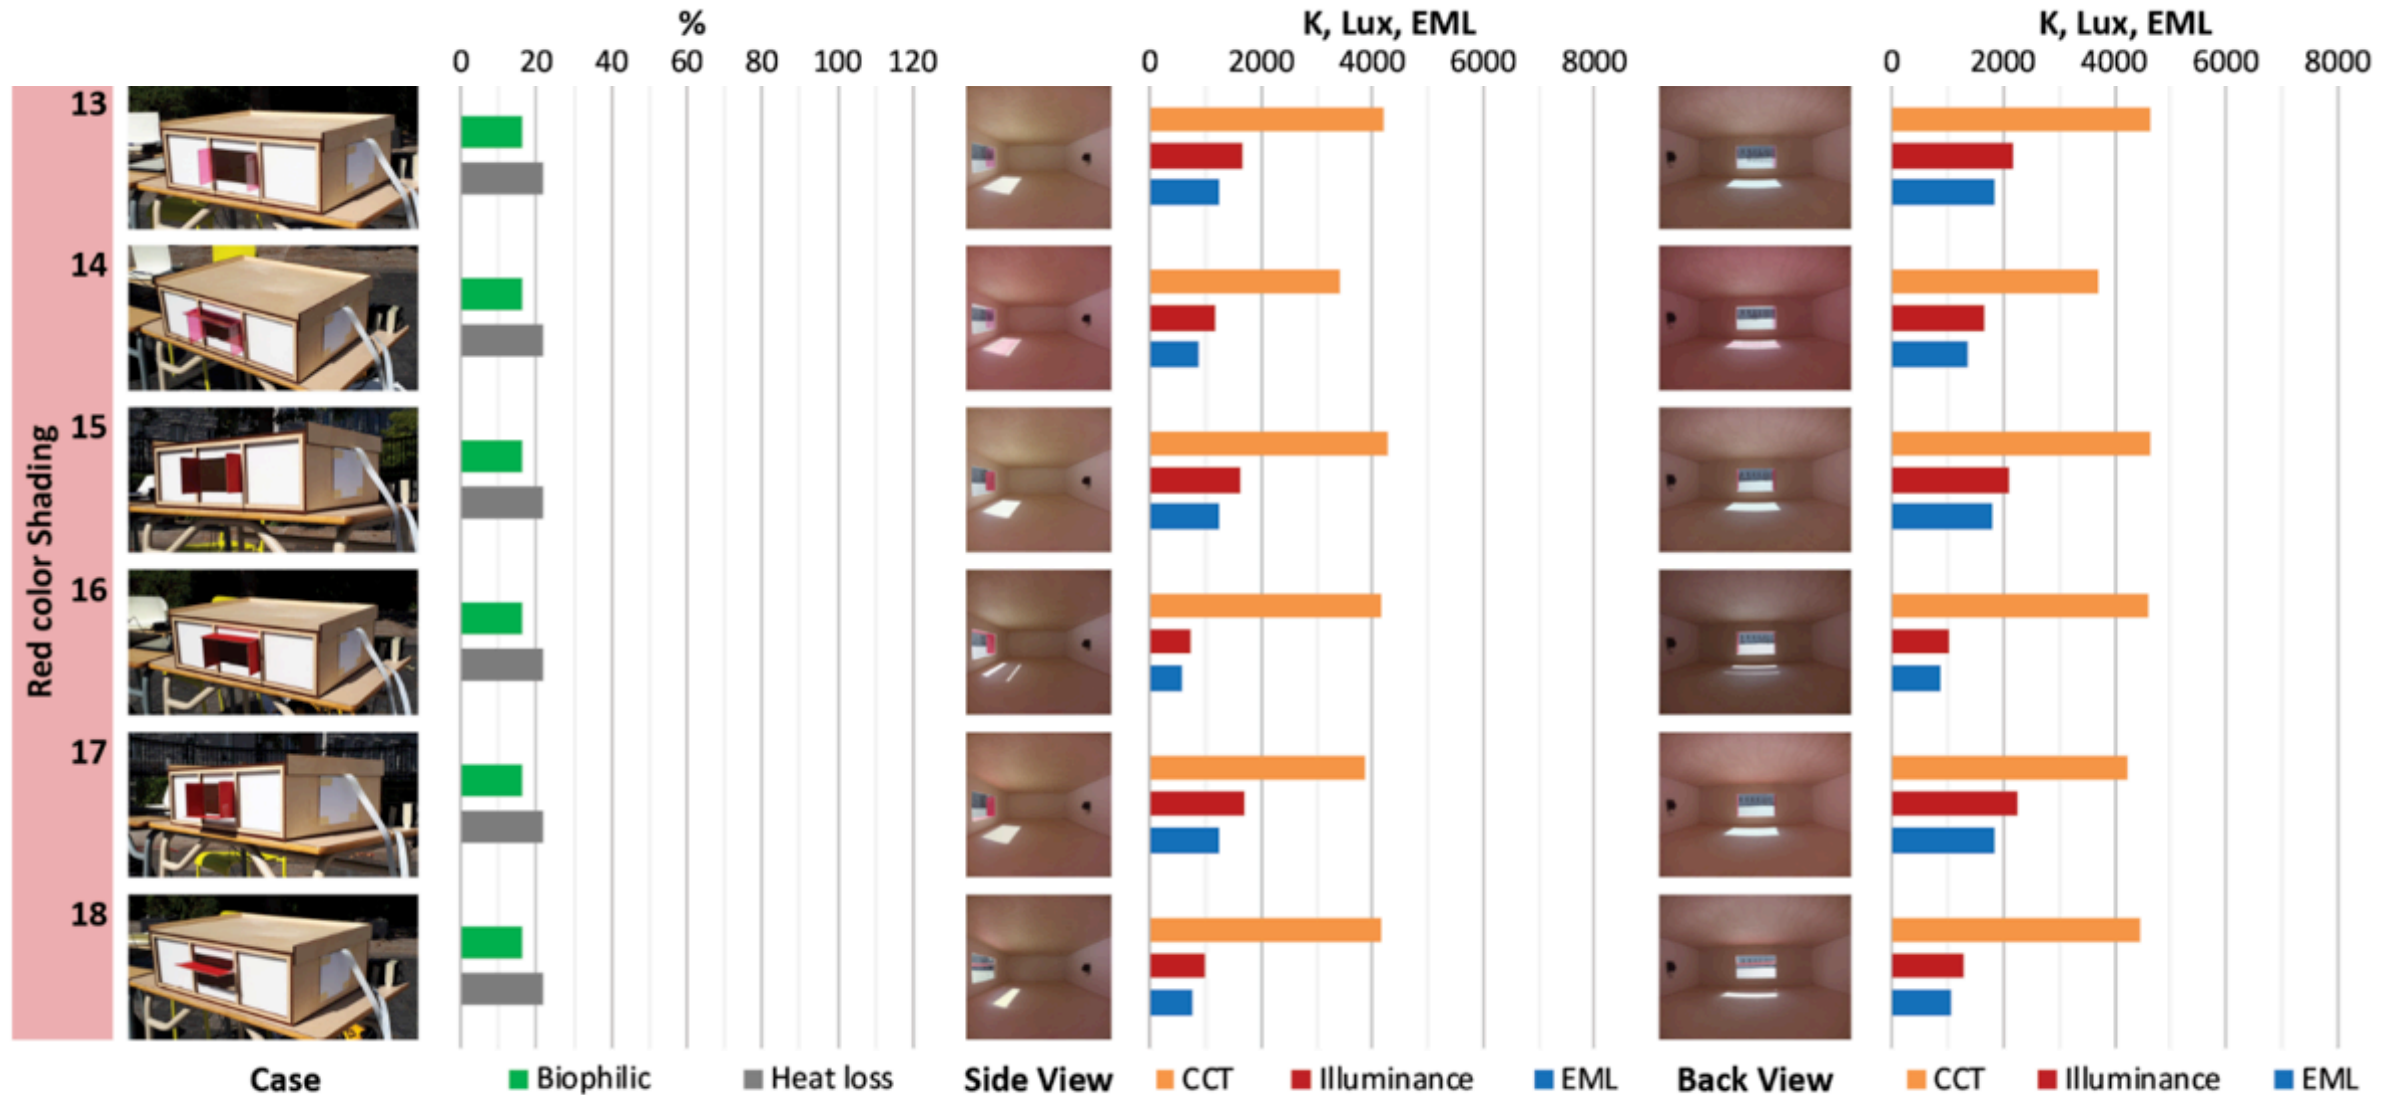 % K, Lux, EML K, Lux, EML
0 20 40 60 80 100 120 0 2000 4000 6000 8000 0 2000 4000 6000 8000
13
14
15
16
17
18
Red color Shading
Case Biophilic Heat loss Side View CCT Illuminance EML Back View CCT Illuminance EML